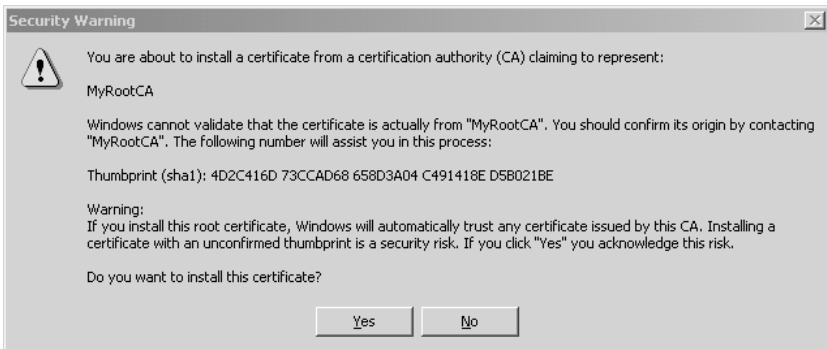 Security Warning
You are about to install a certificate from a certification authority (CA) claiming to represent:
MyRootCA
Windows cannot validate that the certificate is actually from "MyRootCA". You should confirm its origin by contacting
"MyRootCA". The following number will assist you in this process:
Thumbprint (sha1): 4D2C416D 73CCAD68 658D3A04 C491418E D5B021BE
Warning:
If you install this root certificate, Windows will automatically trust any certificate issued by this CA. Installing a
certificate with an unconfirmed thumbprint is a security risk. If you click "Yes" you acknowledge this risk.
Do you want to install this certificate?
Yes No